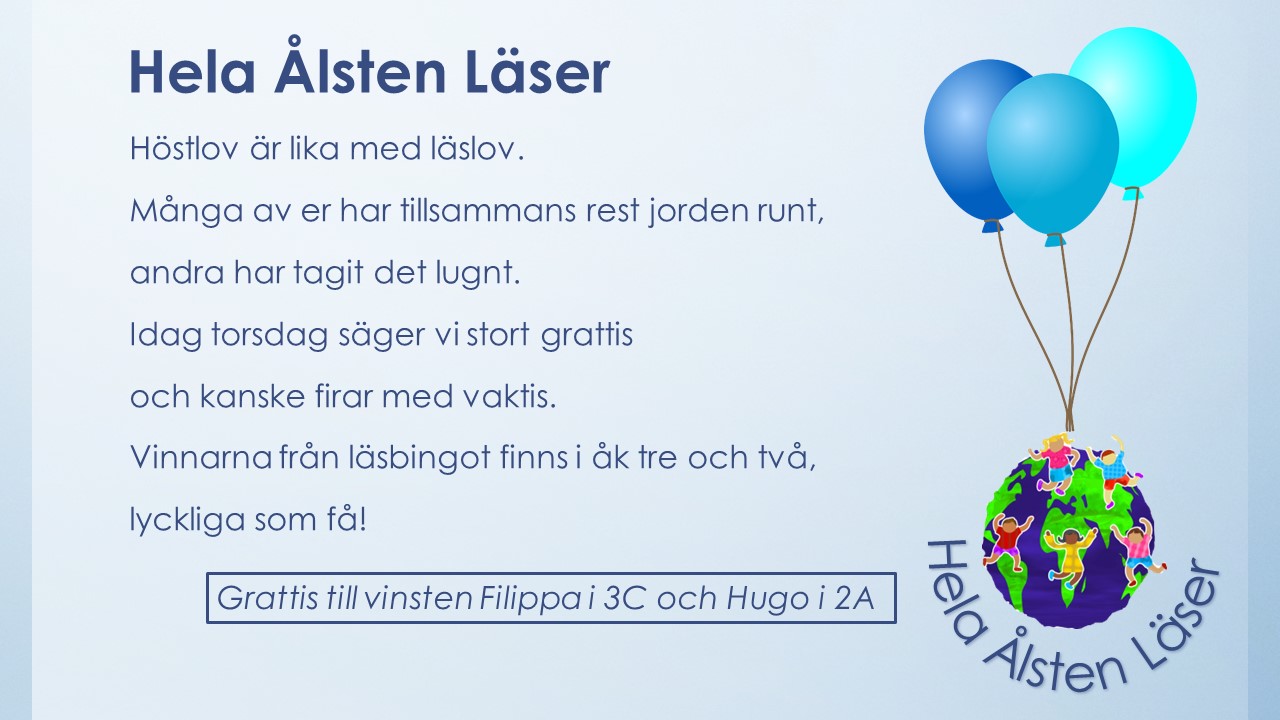 Hela Ålsten Läser
Höstlov är lika med läslov.
Många av er har tillsammans rest jorden runt,
andra har tagit det lugnt.
Idag torsdag säger vi stort grattis
och kanske firar med vaktis.
Vinnarna från läsbingot finns i åk tre och två,
lyckliga som få!
Grattis till vinsten Filippa i 3C och Hugo i 2A
Hela Ålsten Läser